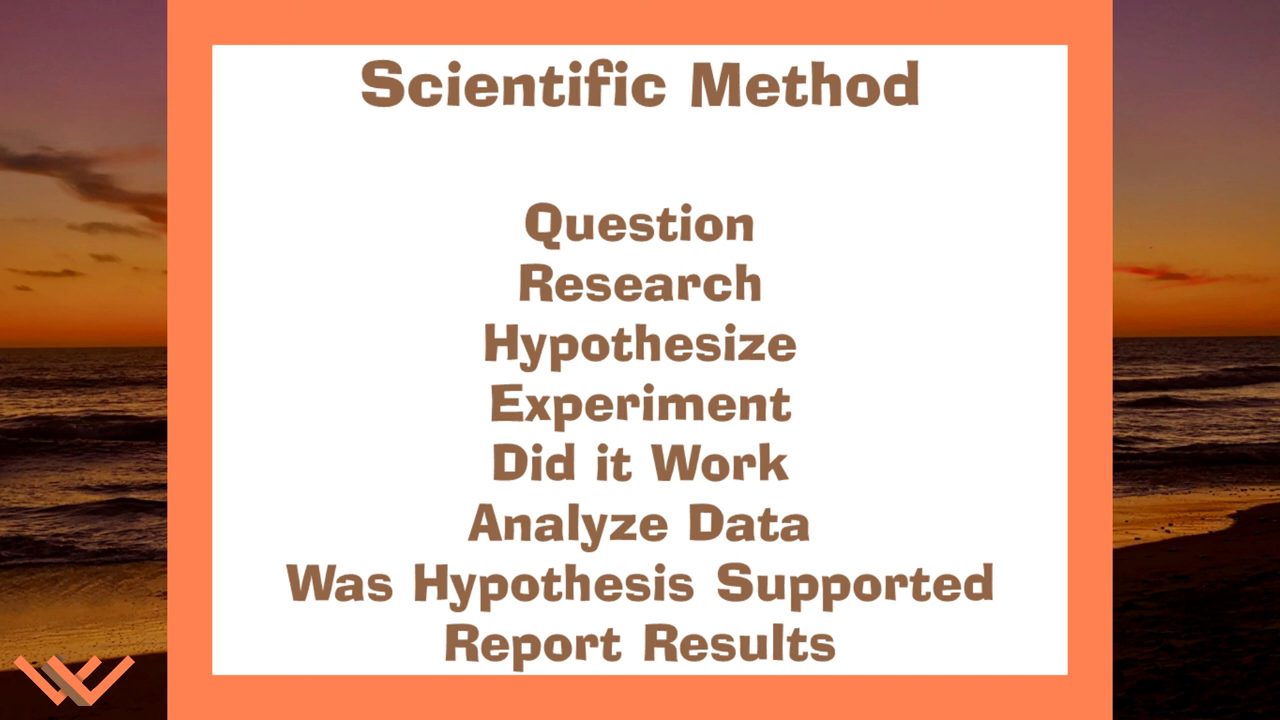 Scientific Method
Question
Research
Hypothesize
Experiment
Did it Work
Analyze Data
Was Hypothesis Supported
Report Results